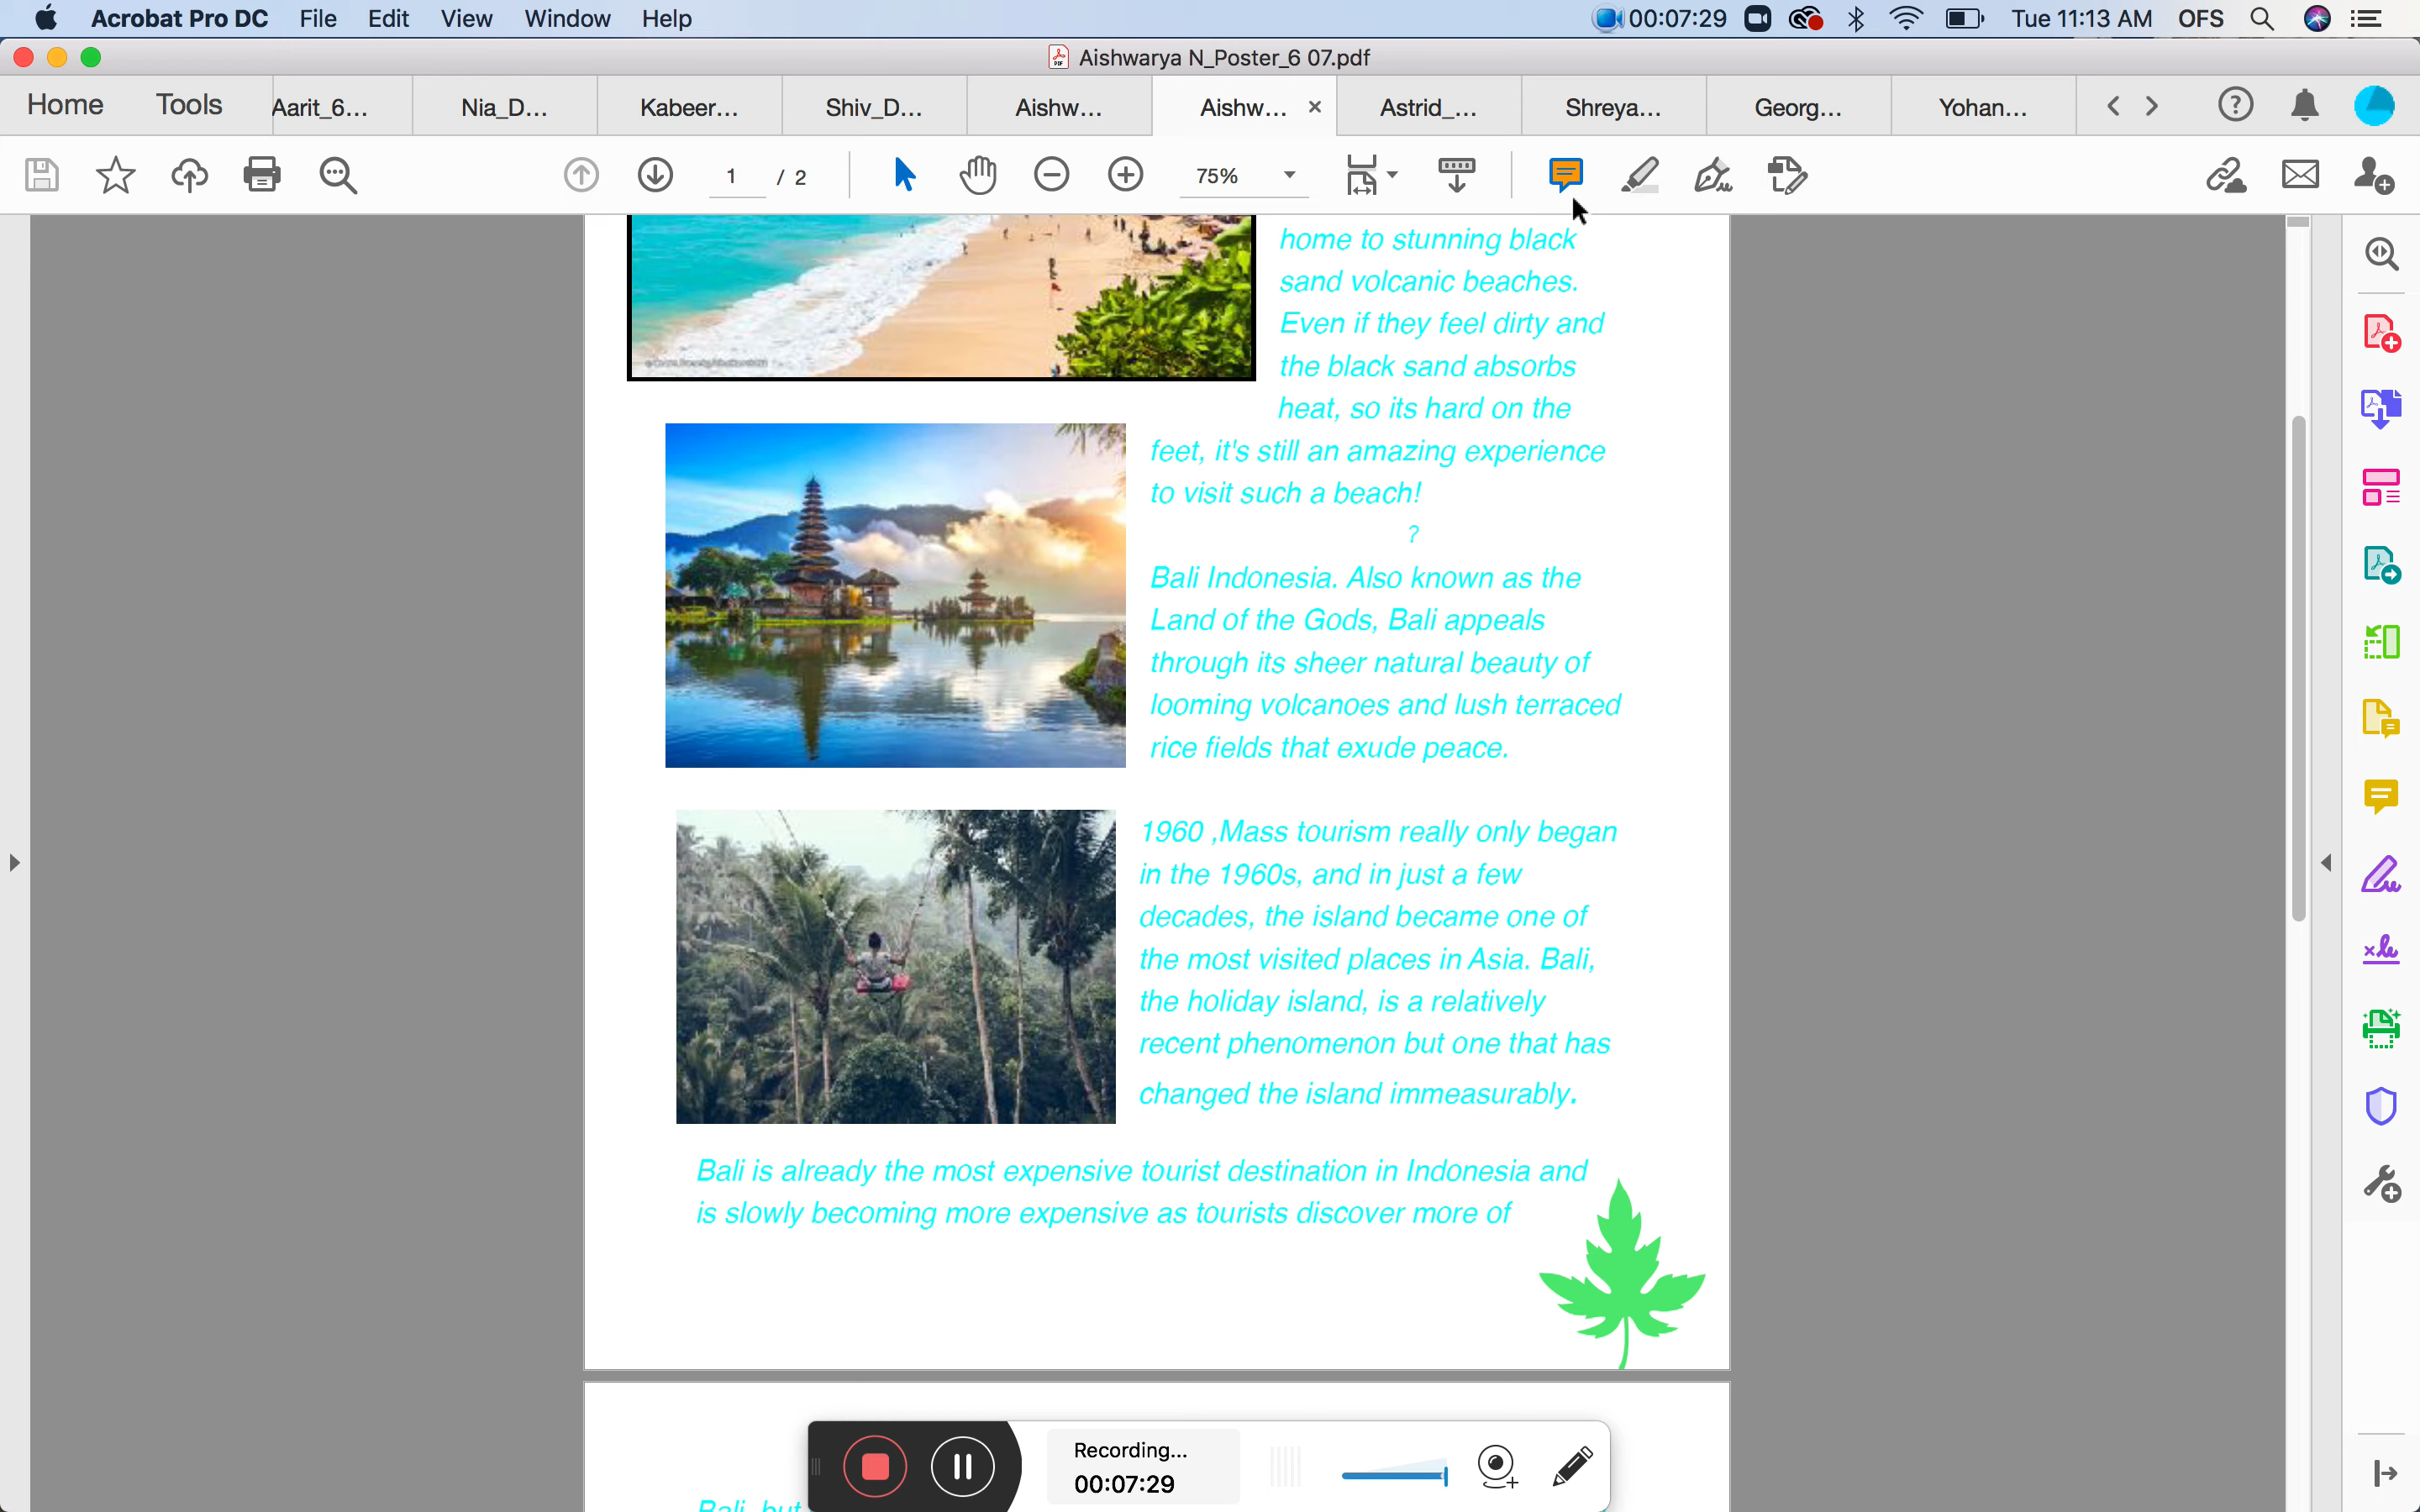 Acrobat Pro DC File Edit View Window Help 00:07:29 Tue 11:13 AM OFS
Aishwarya N_Poster_6 07.pdf
Home Tools Aarit_6... Nia_D... Kabeer... Shiv_D... Aishw... Aishw... Astrid_... Shreya... Georg... Yohan...
1 / 2 75%
home to stunning black
sand volcanic beaches.
Even if they feel dirty and
the black sand absorbs
heat, so its hard on the
feet, it's still an amazing experience
to visit such a beach!
?
Bali Indonesia. Also known as the
Land of the Gods, Bali appeals
through its sheer natural beauty of
looming volcanoes and lush terraced
rice fields that exude peace.
1960 ,Mass tourism really only began
in the 1960s, and in just a few
decades, the island became one of
the most visited places in Asia. Bali,
the holiday island, is a relatively
recent phenomenon but one that has
changed the island immeasurably.
Bali is already the most expensive tourist destination in Indonesia and
is slowly becoming more expensive as tourists discover more of
Recording...
00:07:29
Bali, but